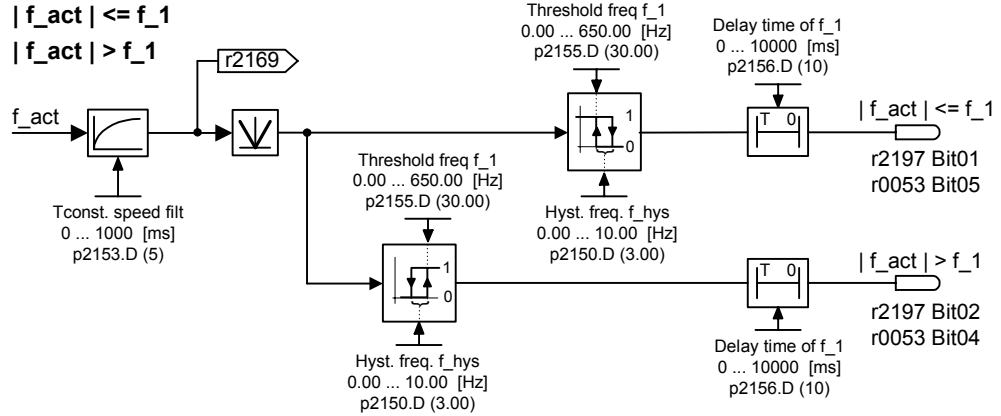 | f_act | <= f_1
| f_act | > f_1
r2169
f_act
Tconst. speed filt
0 ... 1000 [ms]
p2153.D (5)
Threshold freq f_1
0.00 ... 650.00 [Hz]
p2155.D (30.00)
1
0
Hyst. freq. f_hys
0.00 ... 10.00 [Hz]
p2150.D (3.00)
Delay time of f_1
0 ... 10000 [ms]
p2156.D (10)
T 0
| f_act | <= f_1
r2197 Bit01
r0053 Bit05
Threshold freq f_1
0.00 ... 650.00 [Hz]
p2155.D (30.00)
1
0
Hyst. freq. f_hys
0.00 ... 10.00 [Hz]
p2150.D (3.00)
T 0
Delay time of f_1
0 ... 10000 [ms]
p2156.D (10)
| f_act | > f_1
r2197 Bit02
r0053 Bit04